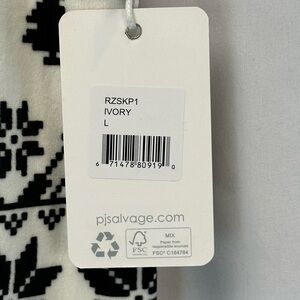 RZSKP1
IVORY
L
6 71478 80919 0
pjsalvage.com
FSC
MIX
Paper from
responsible sources
FSC® C164784